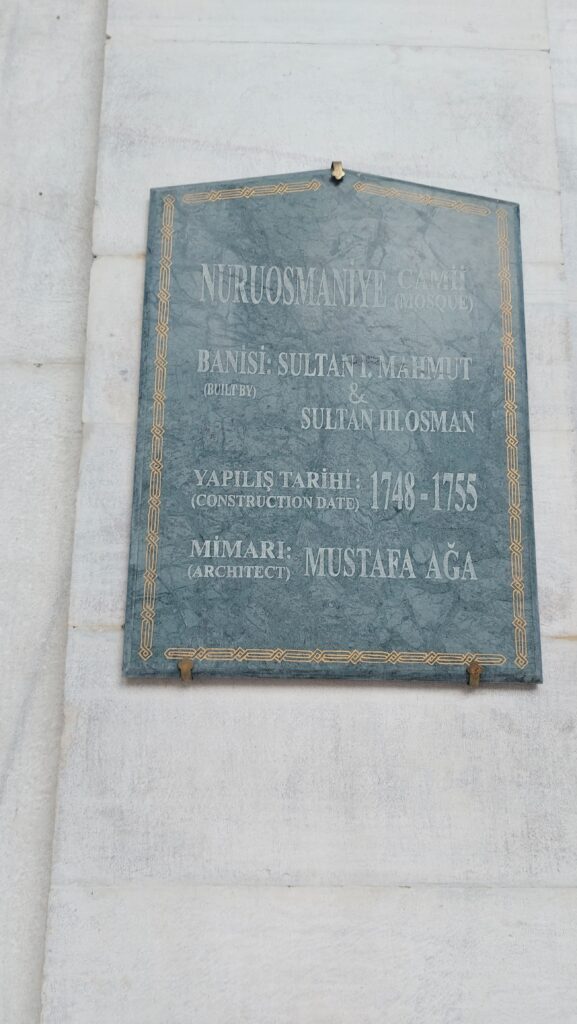 NURUOSMANİYE CAMİİ
(MOSQUE)
BANİSİ: SULTAN I. MAHMUT
(BUILT BY)
&
SULTAN III.OSMAN
YAPILIŞ TARİHİ : 1748 - 1755
(CONSTRUCTION DATE)
MİMARI: MUSTAFA AĞA
(ARCHITECT)